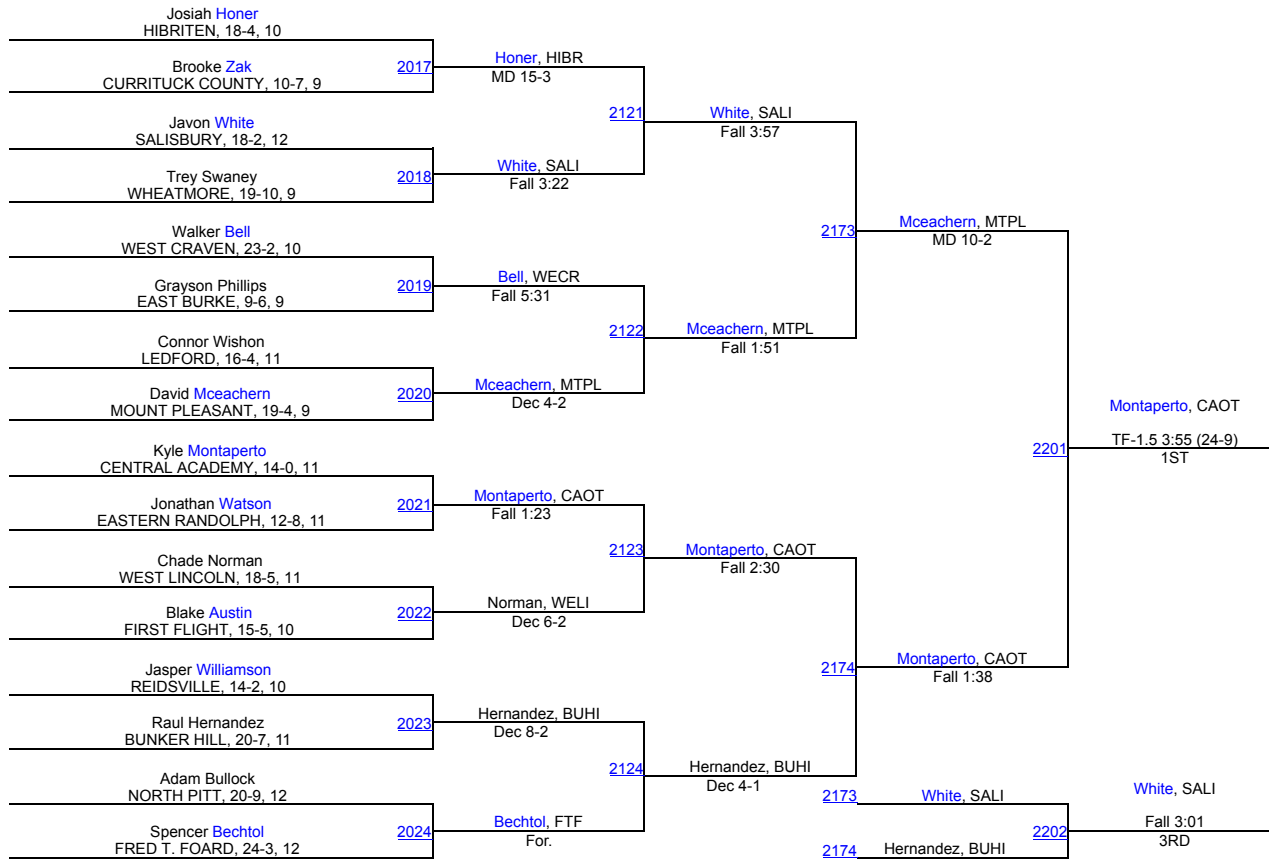 Josiah Honer
HIBRITEN, 18-4, 10
Brooke Zak
CURRITUCK COUNTY, 10-7, 9
2017
Honer, HIBR
MD 15-3
Javon White
SALISBURY, 18-2, 12
Trey Swaney
WHEATMORE, 19-10, 9
2018
White, SALI
Fall 3:22
2121
White, SALI
Fall 3:57
Walker Bell
WEST CRAVEN, 23-2, 10
Grayson Phillips
EAST BURKE, 9-6, 9
2019
Bell, WECR
Fall 5:31
Connor Wishon
LEDFORD, 16-4, 11
David Mceachern
MOUNT PLEASANT, 19-4, 9
2020
Mceachern, MTPL
Dec 4-2
2122
Mceachern, MTPL
Fall 1:51
2173
Mceachern, MTPL
MD 10-2
Kyle Montaperto
CENTRAL ACADEMY, 14-0, 11
Jonathan Watson
EASTERN RANDOLPH, 12-8, 11
2021
Montaperto, CAOT
Fall 1:23
Chade Norman
WEST LINCOLN, 18-5, 11
Blake Austin
FIRST FLIGHT, 15-5, 10
2022
Norman, WELI
Dec 6-2
2123
Montaperto, CAOT
Fall 2:30
Jasper Williamson
REIDSVILLE, 14-2, 10
Raul Hernandez
BUNKER HILL, 20-7, 11
2023
Hernandez, BUHI
Dec 8-2
Adam Bullock
NORTH PITT, 20-9, 12
Spencer Bechtol
FRED T. FOARD, 24-3, 12
2024
Bechtol, FTF
For.
2124
Hernandez, BUHI
Dec 4-1
2174
Montaperto, CAOT
Fall 1:38
2201
Montaperto, CAOT
TF-1.5 3:55 (24-9)
1ST
2173
White, SALI
2174
Hernandez, BUHI
2202
White, SALI
Fall 3:01
3RD